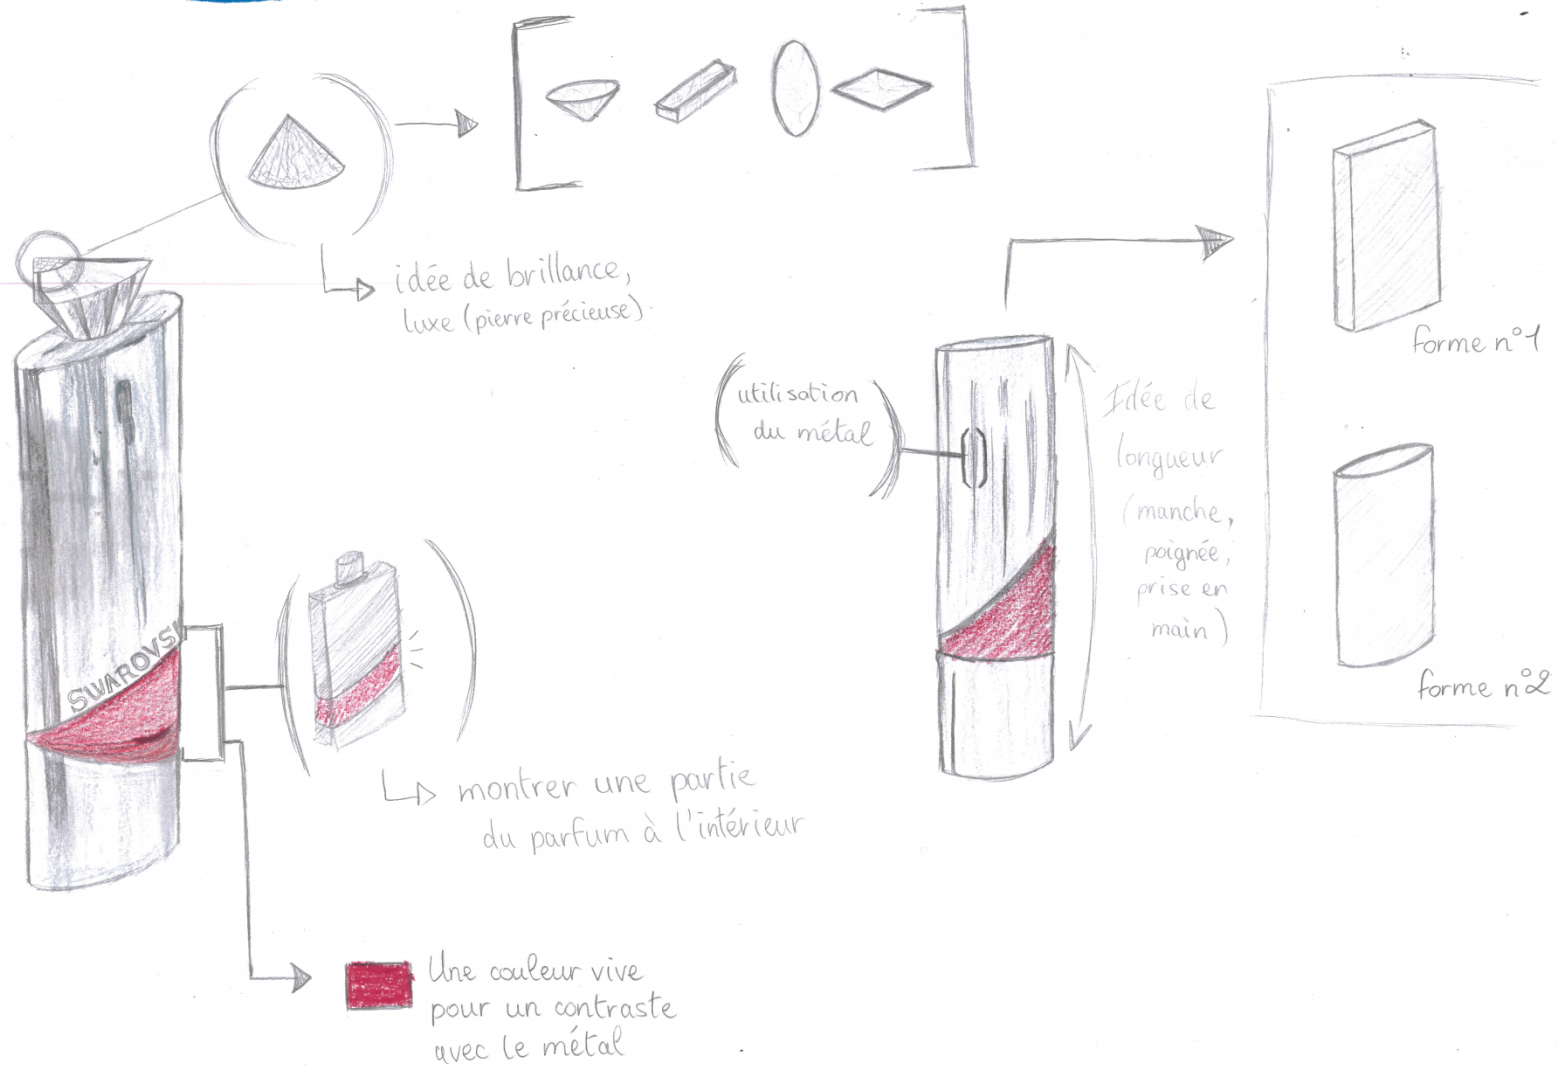 idée de brillance,
luxe (pierre précieuse).
SWAROVSKI
utilisation
du métal
Idée de
longueur
(manche,
poignée,
prise en
main)
forme n°1
forme n°2
montrer une partie
du parfum à l'intérieur
Une couleur vive
pour un contraste
avec le métal